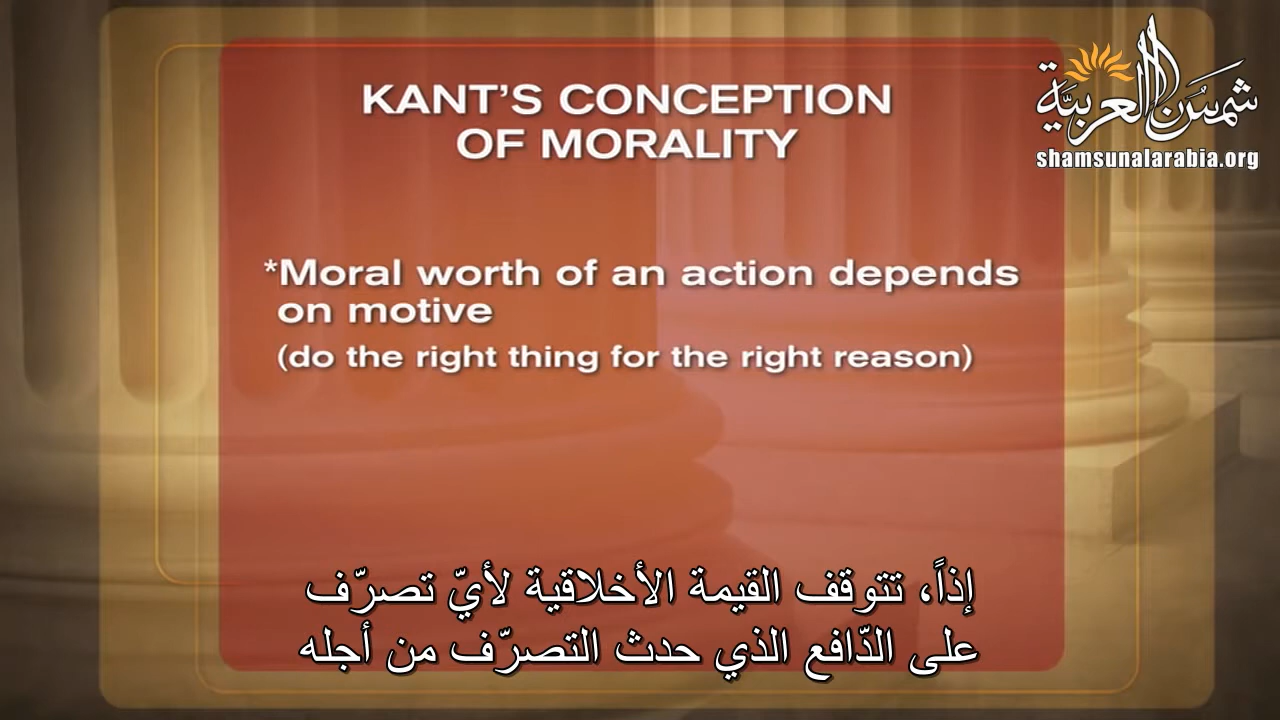 KANT'S CONCEPTION
OF MORALITY
شمسٌ العربيّة
shamsunalarabia.org
*Moral worth of an action depends
on motive
(do the right thing for the right reason)
إذاً، تتوقف القيمة الأخلاقية لأيّ تصرّف
على الدّافع الذي حدث التصرّف من أجله